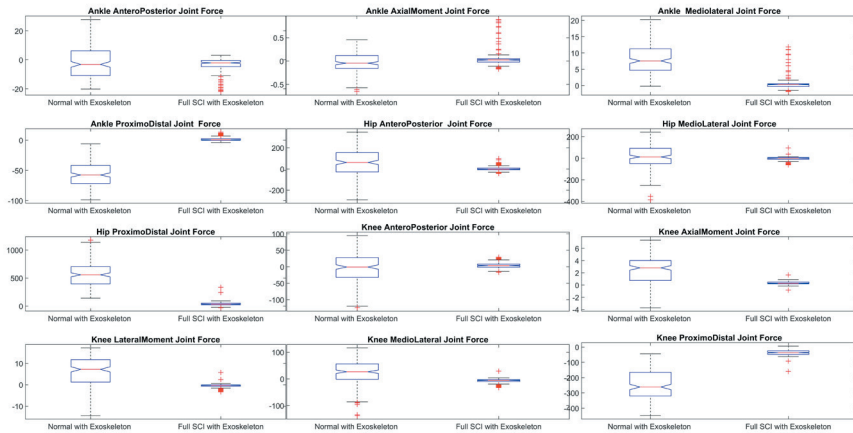 Ankle AnteroPosterior Joint Force
Ankle AxialMoment Joint Force
Ankle Mediolateral Joint Force
20
0
-20
0.5
0
-0.5
20
10
0
Normal with Exoskeleton Full SCI with Exoskeleton
Normal with Exoskeleton Full SCI with Exoskeleton
Normal with Exoskeleton Full SCI with Exoskeleton
Ankle ProximoDistal Joint Force
Hip AnteroPosterior Joint Force
Hip MedioLateral Joint Force
0
-50
-100
200
0
-200
200
0
-200
-400
Normal with Exoskeleton Full SCI with Exoskeleton
Normal with Exoskeleton Full SCI with Exoskeleton
Normal with Exoskeleton Full SCI with Exoskeleton
Hip ProximoDistal Joint Force
Knee AnteroPosterior Joint Force
Knee AxialMoment Joint Force
1000
500
0
100
50
0
-50
-100
6
4
2
0
-2
-4
Normal with Exoskeleton Full SCI with Exoskeleton
Normal with Exoskeleton Full SCI with Exoskeleton
Normal with Exoskeleton Full SCI with Exoskeleton
Knee LateralMoment Joint Force
Knee MedioLateral Joint Force
Knee ProximoDistal Joint Force
10
0
-10
100
0
-100
0
-100
-200
-300
-400
Normal with Exoskeleton Full SCI with Exoskeleton
Normal with Exoskeleton Full SCI with Exoskeleton
Normal with Exoskeleton Full SCI with Exoskeleton